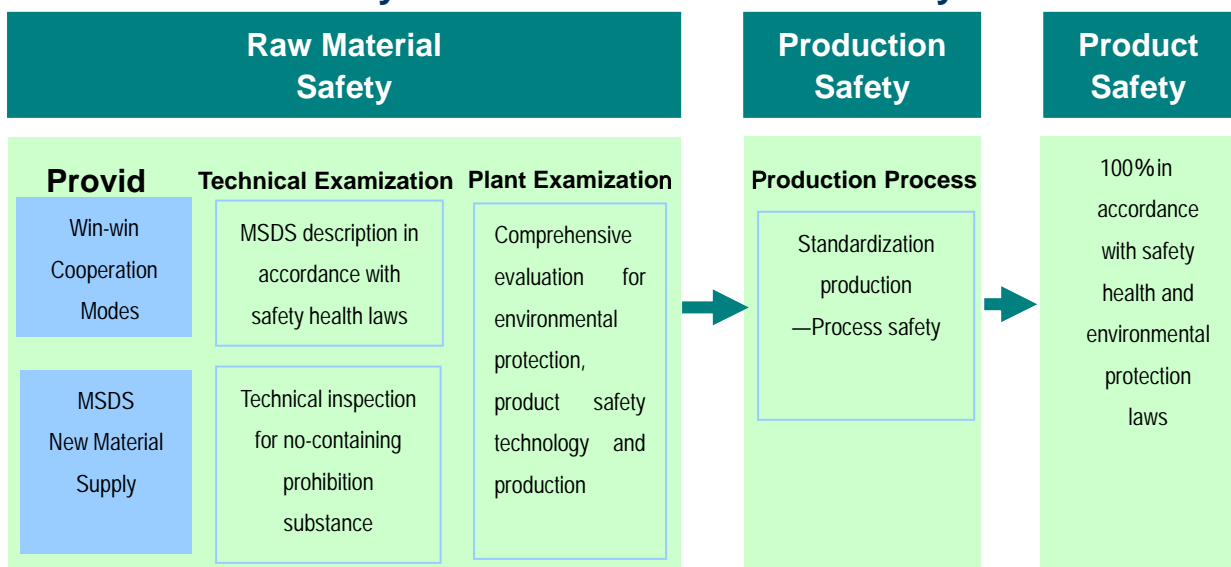 Raw Material
Safety
Production
Safety
Product
Safety
Provid
Win-win
Cooperation
Modes
MSDS
New Material
Supply
Technical Examization
MSDS description in
accordance with
safety health laws
Technical inspection
for no-containing
prohibition
substance
Plant Examization
Comprehensive
evaluation for
environmental
protection,
product safety
technology and
production
Production Process
Standardization
production
—Process safety
100%in
accordance
with safety
health and
environmental
protection
laws